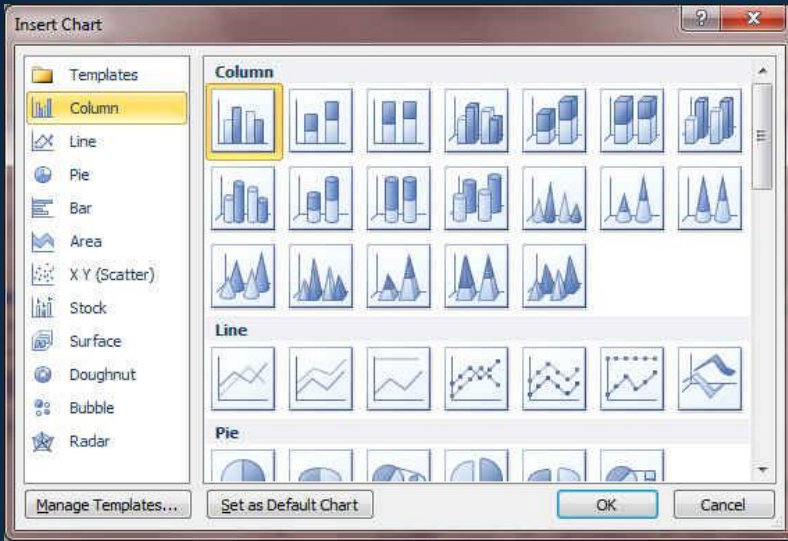 Insert Chart
Templates
Column
Line
Pie
Bar
Area
X Y (Scatter)
Stock
Surface
Doughnut
Bubble
Radar
Column
Line
Pie
Manage Templates...
Set as Default Chart
OK
Cancel